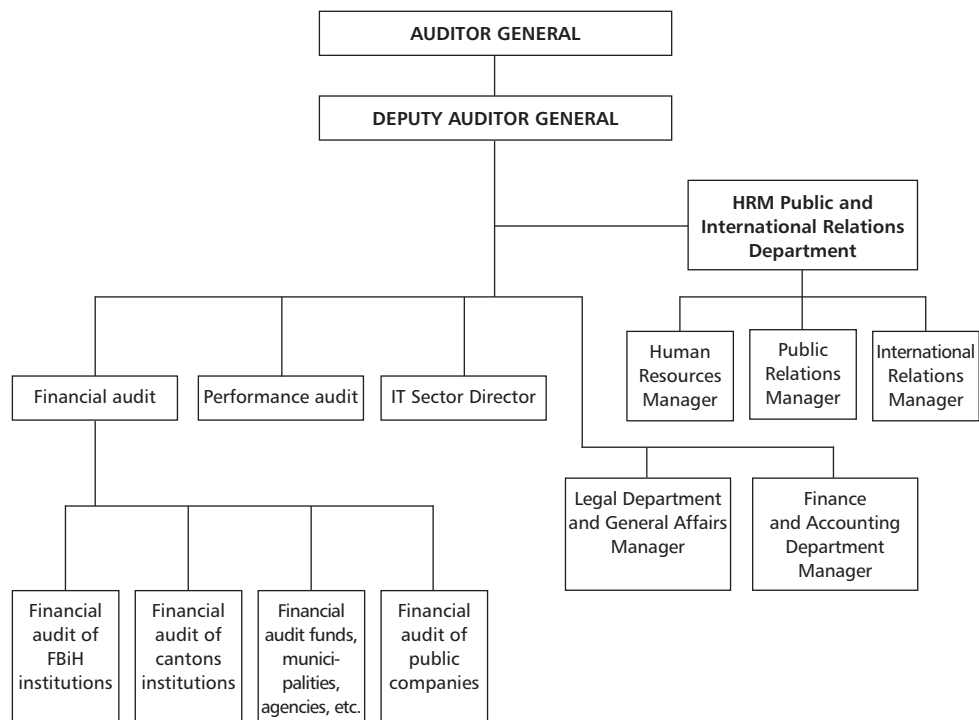 AUDITOR GENERAL
DEPUTY AUDITOR GENERAL
HRM Public and
International Relations
Department
Human
Resources
Manager
Public
Relations
Manager
International
Relations
Manager
Financial audit
Performance audit
IT Sector Director
Legal Department
and General Affairs
Manager
Finance
and Accounting
Department
Manager
Financial
audit of
FBiH
institutions
Financial
audit of
cantons
institutions
Financial
audit funds,
munici-
palities,
agencies, etc.
Financial
audit of
public
companies